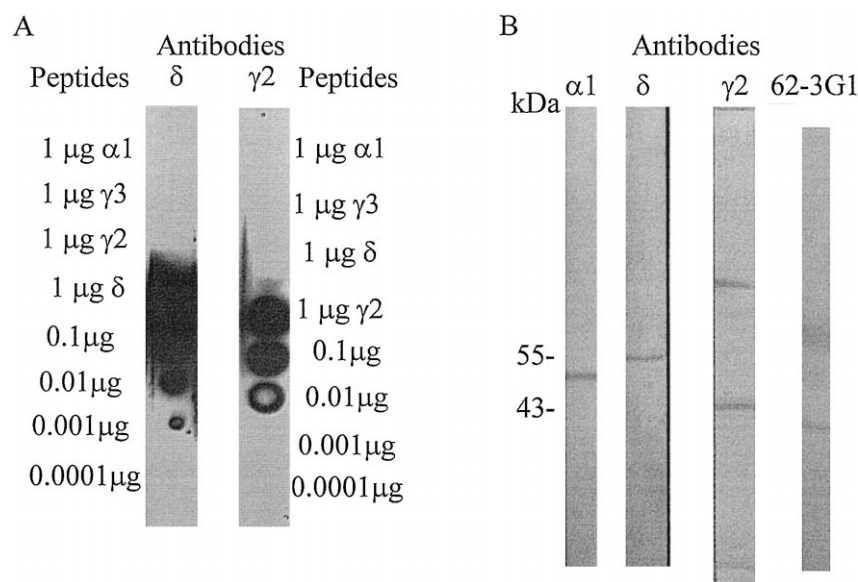 A
Antibodies
Peptides δ γ2 Peptides
1 μg α1
1 μg γ3
1 μg γ2
1 μg δ
0.1μg
0.01μg
0.001μg
0.0001μg
1 μg α1
1 μg γ3
1 μg δ
1 μg γ2
0.1μg
0.01μg
0.001μg
0.0001μg
B
Antibodies
kDa α1 δ γ2 62-3G1
55-
43-